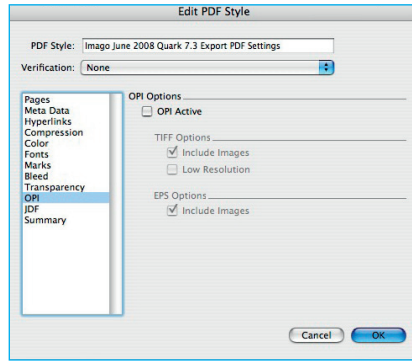 Edit PDF Style
PDF Style: Imago June 2008 Quark 7.3 Export PDF Settings
Verification: None
Pages
Meta Data
Hyperlinks
Compression
Color
Fonts
Marks
Bleed
Transparency
OPI
JDF
Summary
OPI Options
OPI Active
TIFF Options
Include Images
Low Resolution
EPS Options
Include Images
Cancel OK